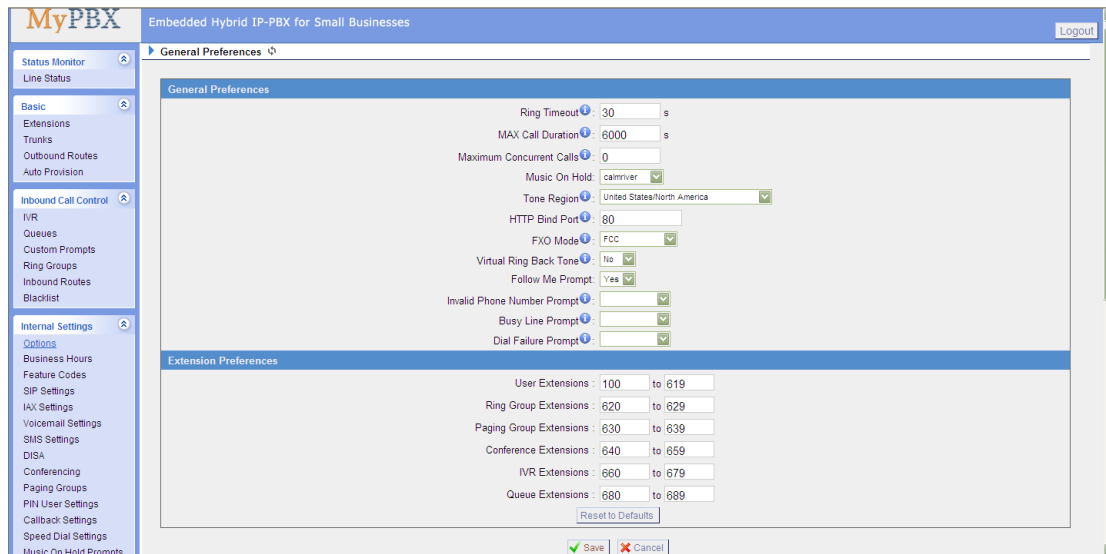 MyPBX
Embedded Hybrid IP-PBX for Small Businesses
Logout
Status Monitor
Line Status
Basic
Extensions
Trunks
Outbound Routes
Auto Provision
Inbound Call Control
IVR
Queues
Custom Prompts
Ring Groups
Inbound Routes
Blacklist
Internal Settings
Options
Business Hours
Feature Codes
SIP Settings
IAX Settings
Voicemail Settings
SMS Settings
DISA
Conferencing
Paging Groups
PIN User Settings
Callback Settings
Speed Dial Settings
Music On Hold Prompts
General Preferences
General Preferences
Ring Timeout : 30 s
MAX Call Duration : 6000 s
Maximum Concurrent Calls : 0
Music On Hold: calmriver
Tone Region : United States/North America
HTTP Bind Port : 80
FXO Mode : FCC
Virtual Ring Back Tone : No
Follow Me Prompt: Yes
Invalid Phone Number Prompt :
Busy Line Prompt :
Dial Failure Prompt :
Extension Preferences
User Extensions : 100 to 619
Ring Group Extensions : 620 to 629
Paging Group Extensions : 630 to 639
Conference Extensions : 640 to 659
IVR Extensions : 660 to 679
Queue Extensions : 680 to 689
Reset to Defaults
Save Cancel